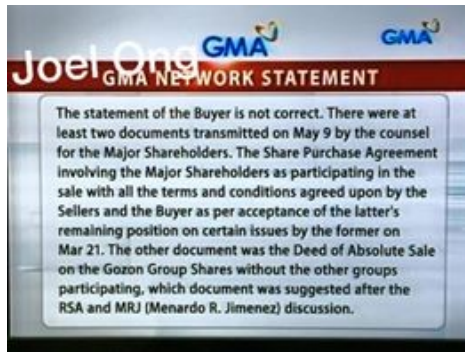 GMA
GMA
Joel Ong
GMA NETWORK STATEMENT
The statement of the Buyer is not correct. There were at
least two documents transmitted on May 9 by the counsel
for the Major Shareholders. The Share Purchase Agreement
involving the Major Shareholders as participating in the
sale with all the terms and conditions agreed upon by the
Sellers and the Buyer as per acceptance of the latter's
remaining position on certain issues by the former on
Mar 21. The other document was the Deed of Absolute Sale
on the Gozon Group Shares without the other groups
participating, which document was suggested after the
RSA and MRJ (Menardo R. Jimenez) discussion.